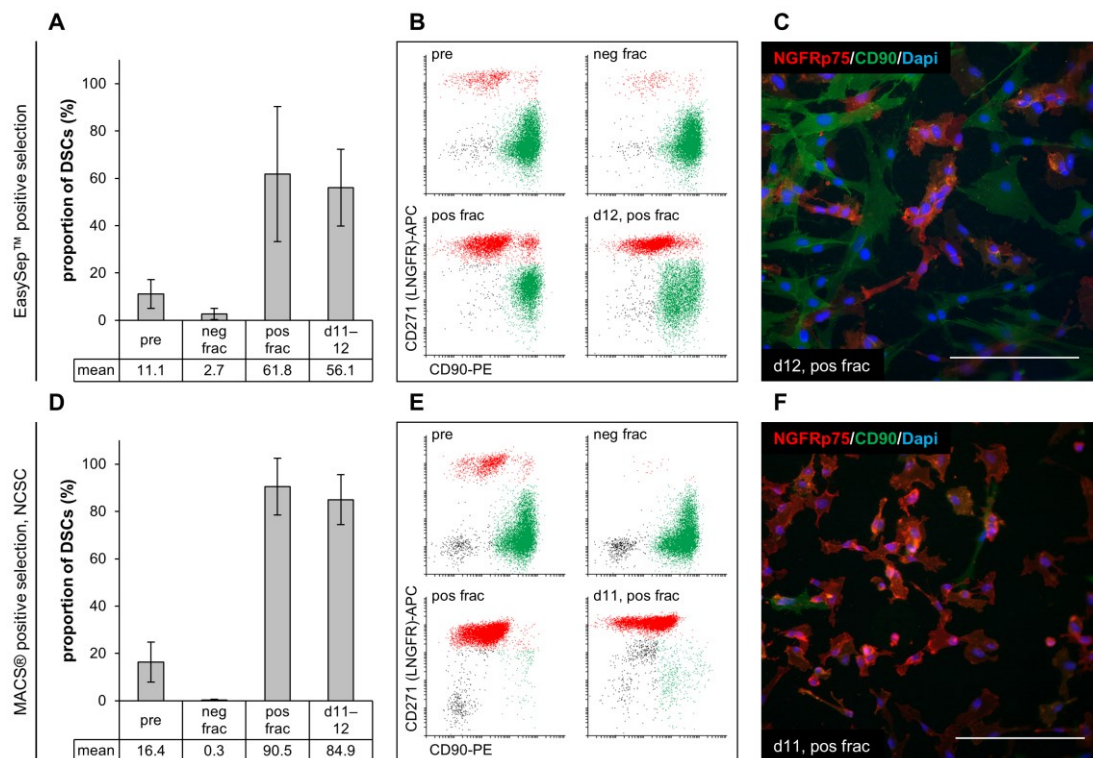 A
B
C
EasySep™ positive selection
proportion of DSCs (%)
100
80
60
40
20
0
pre
neg frac
pos frac
d11–12
mean 11.1 2.7 61.8 56.1
pre
neg frac
pos frac
d12, pos frac
CD271 (LNGFR)-APC
CD90-PE
NGFRp75/CD90/Dapi
d12, pos frac
D
E
F
MACS® positive selection, NCSC
proportion of DSCs (%)
100
80
60
40
20
0
pre
neg frac
pos frac
d11–12
mean 16.4 0.3 90.5 84.9
pre
neg frac
pos frac
d11, pos frac
CD271 (LNGFR)-APC
CD90-PE
NGFRp75/CD90/Dapi
d11, pos frac